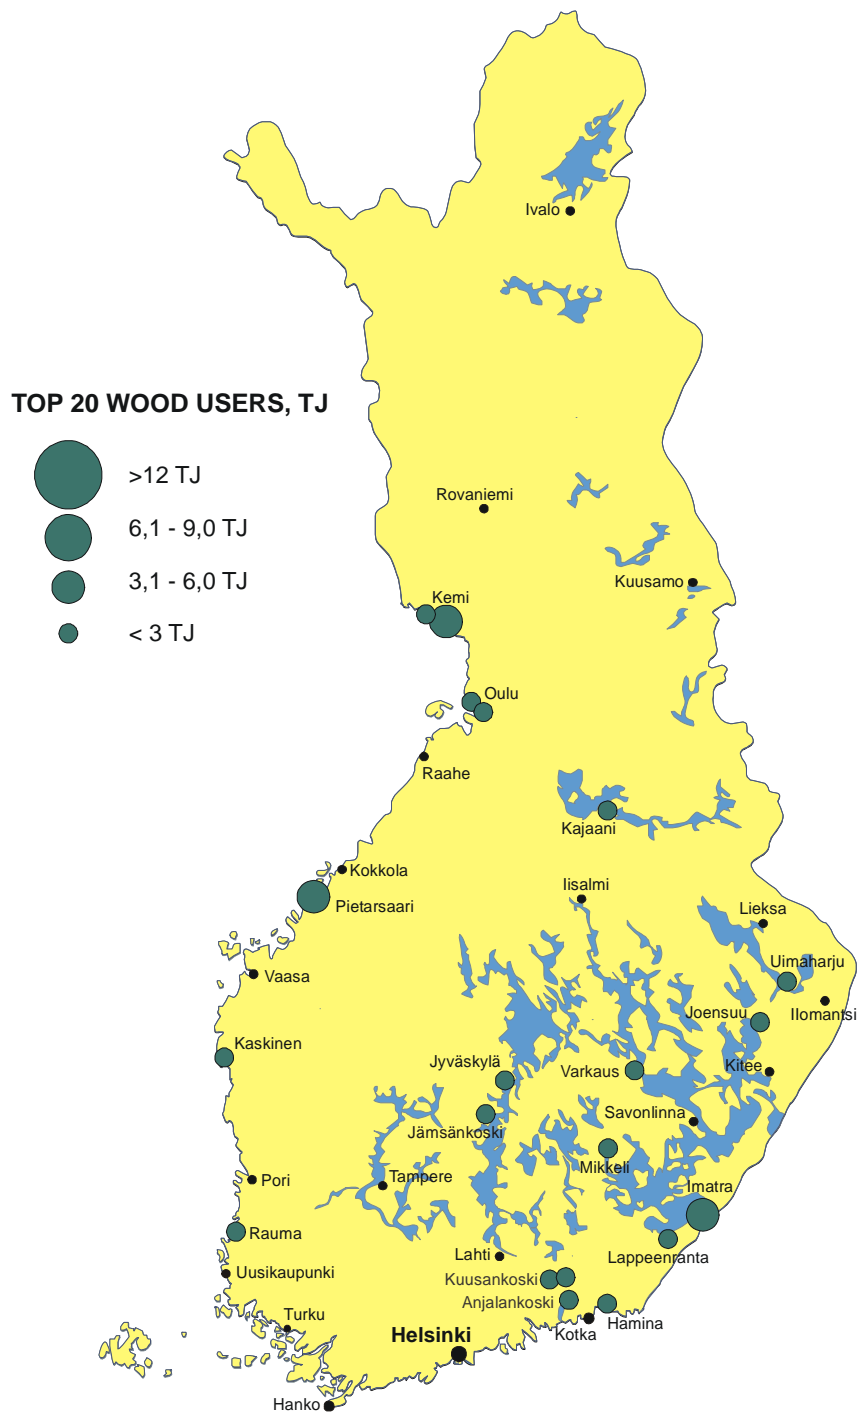 Ivalo
TOP 20 WOOD USERS, TJ
>12 TJ
6,1 - 9,0 TJ
3,1 - 6,0 TJ
< 3 TJ
Rovaniemi
Kuusamo
Kemi
Oulu
Raahe
Kajaani
Kokkola
Pietarsaari
Iisalmi
Lieksa
Uimaharju
Vaasa
Ilomantsi
Joensuu
Kaskinen
Jyväskylä
Varkaus
Kitee
Savonlinna
Jämsänkoski
Mikkeli
Pori
Tampere
Imatra
Rauma
Lahti
Lappeenranta
Uusikaupunki
Kuusankoski
Anjalankoski
Turku
Hamina
Kotka
Helsinki
Hanko